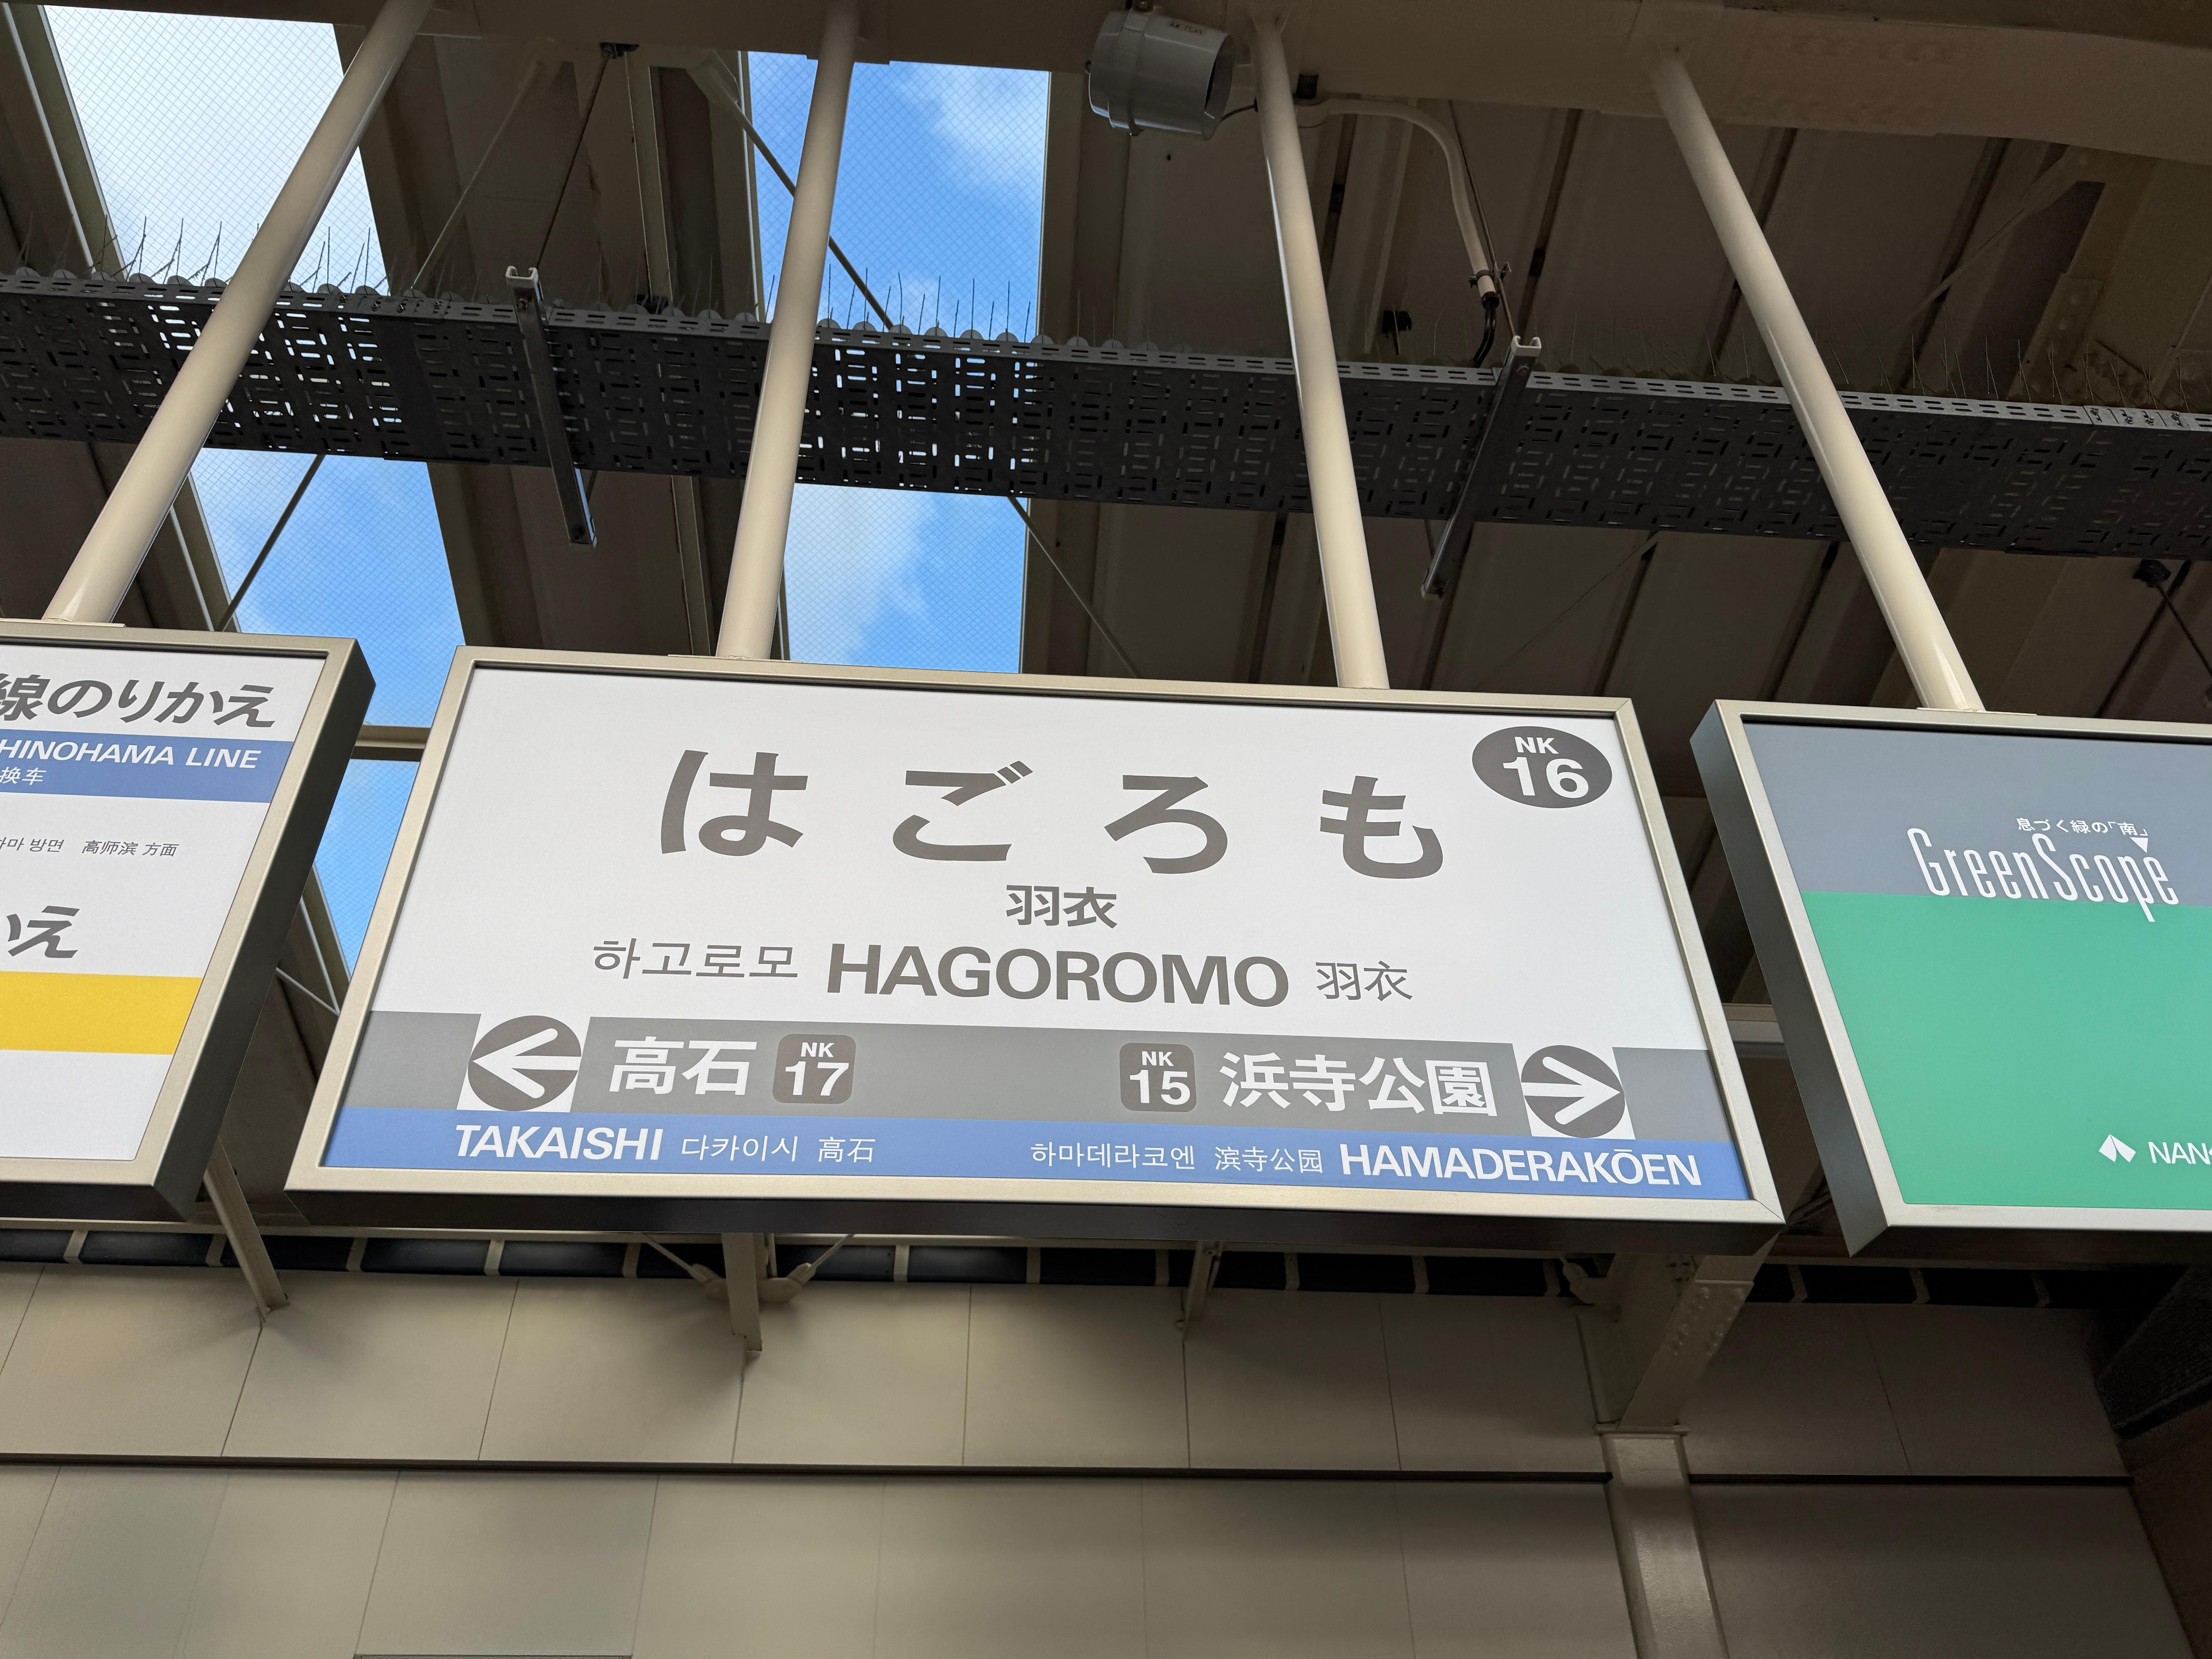 線のりかえ
HINOHAMA LINE
换车
하마 방면 高师滨 方面
かえ
はごろも
NK
16
羽衣
하고로모 HAGOROMO 羽衣
高石 NK 17 NK 15 浜寺公園
TAKAISHI 다카이시 高石 하마데라코엔 滨寺公园 HAMADERAKŌEN
息づく緑の「南」
GreenScope
NAN